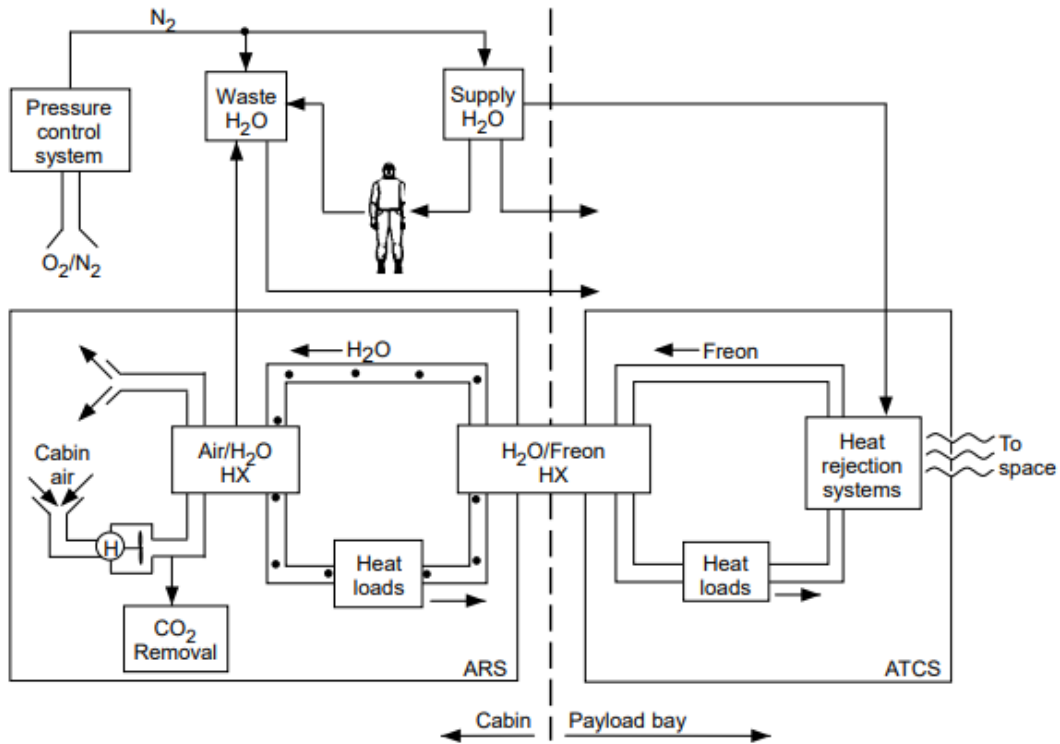 N2
Waste
H2O
Supply
H2O
Pressure
control
system
O2/N2
H2O
Freon
Cabin
air
Air/H2O
HX
H2O/Freon
HX
Heat
rejection
systems
To
space
H
Heat
loads
Heat
loads
CO2
Removal
ARS
ATCS
Cabin
Payload bay